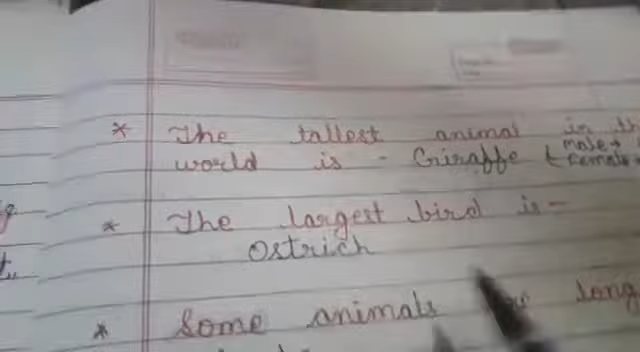 * The tallest animal in th
male →
world is - Giraffe ( Female
* The largest bird is -
Ostrich
* Some animals long